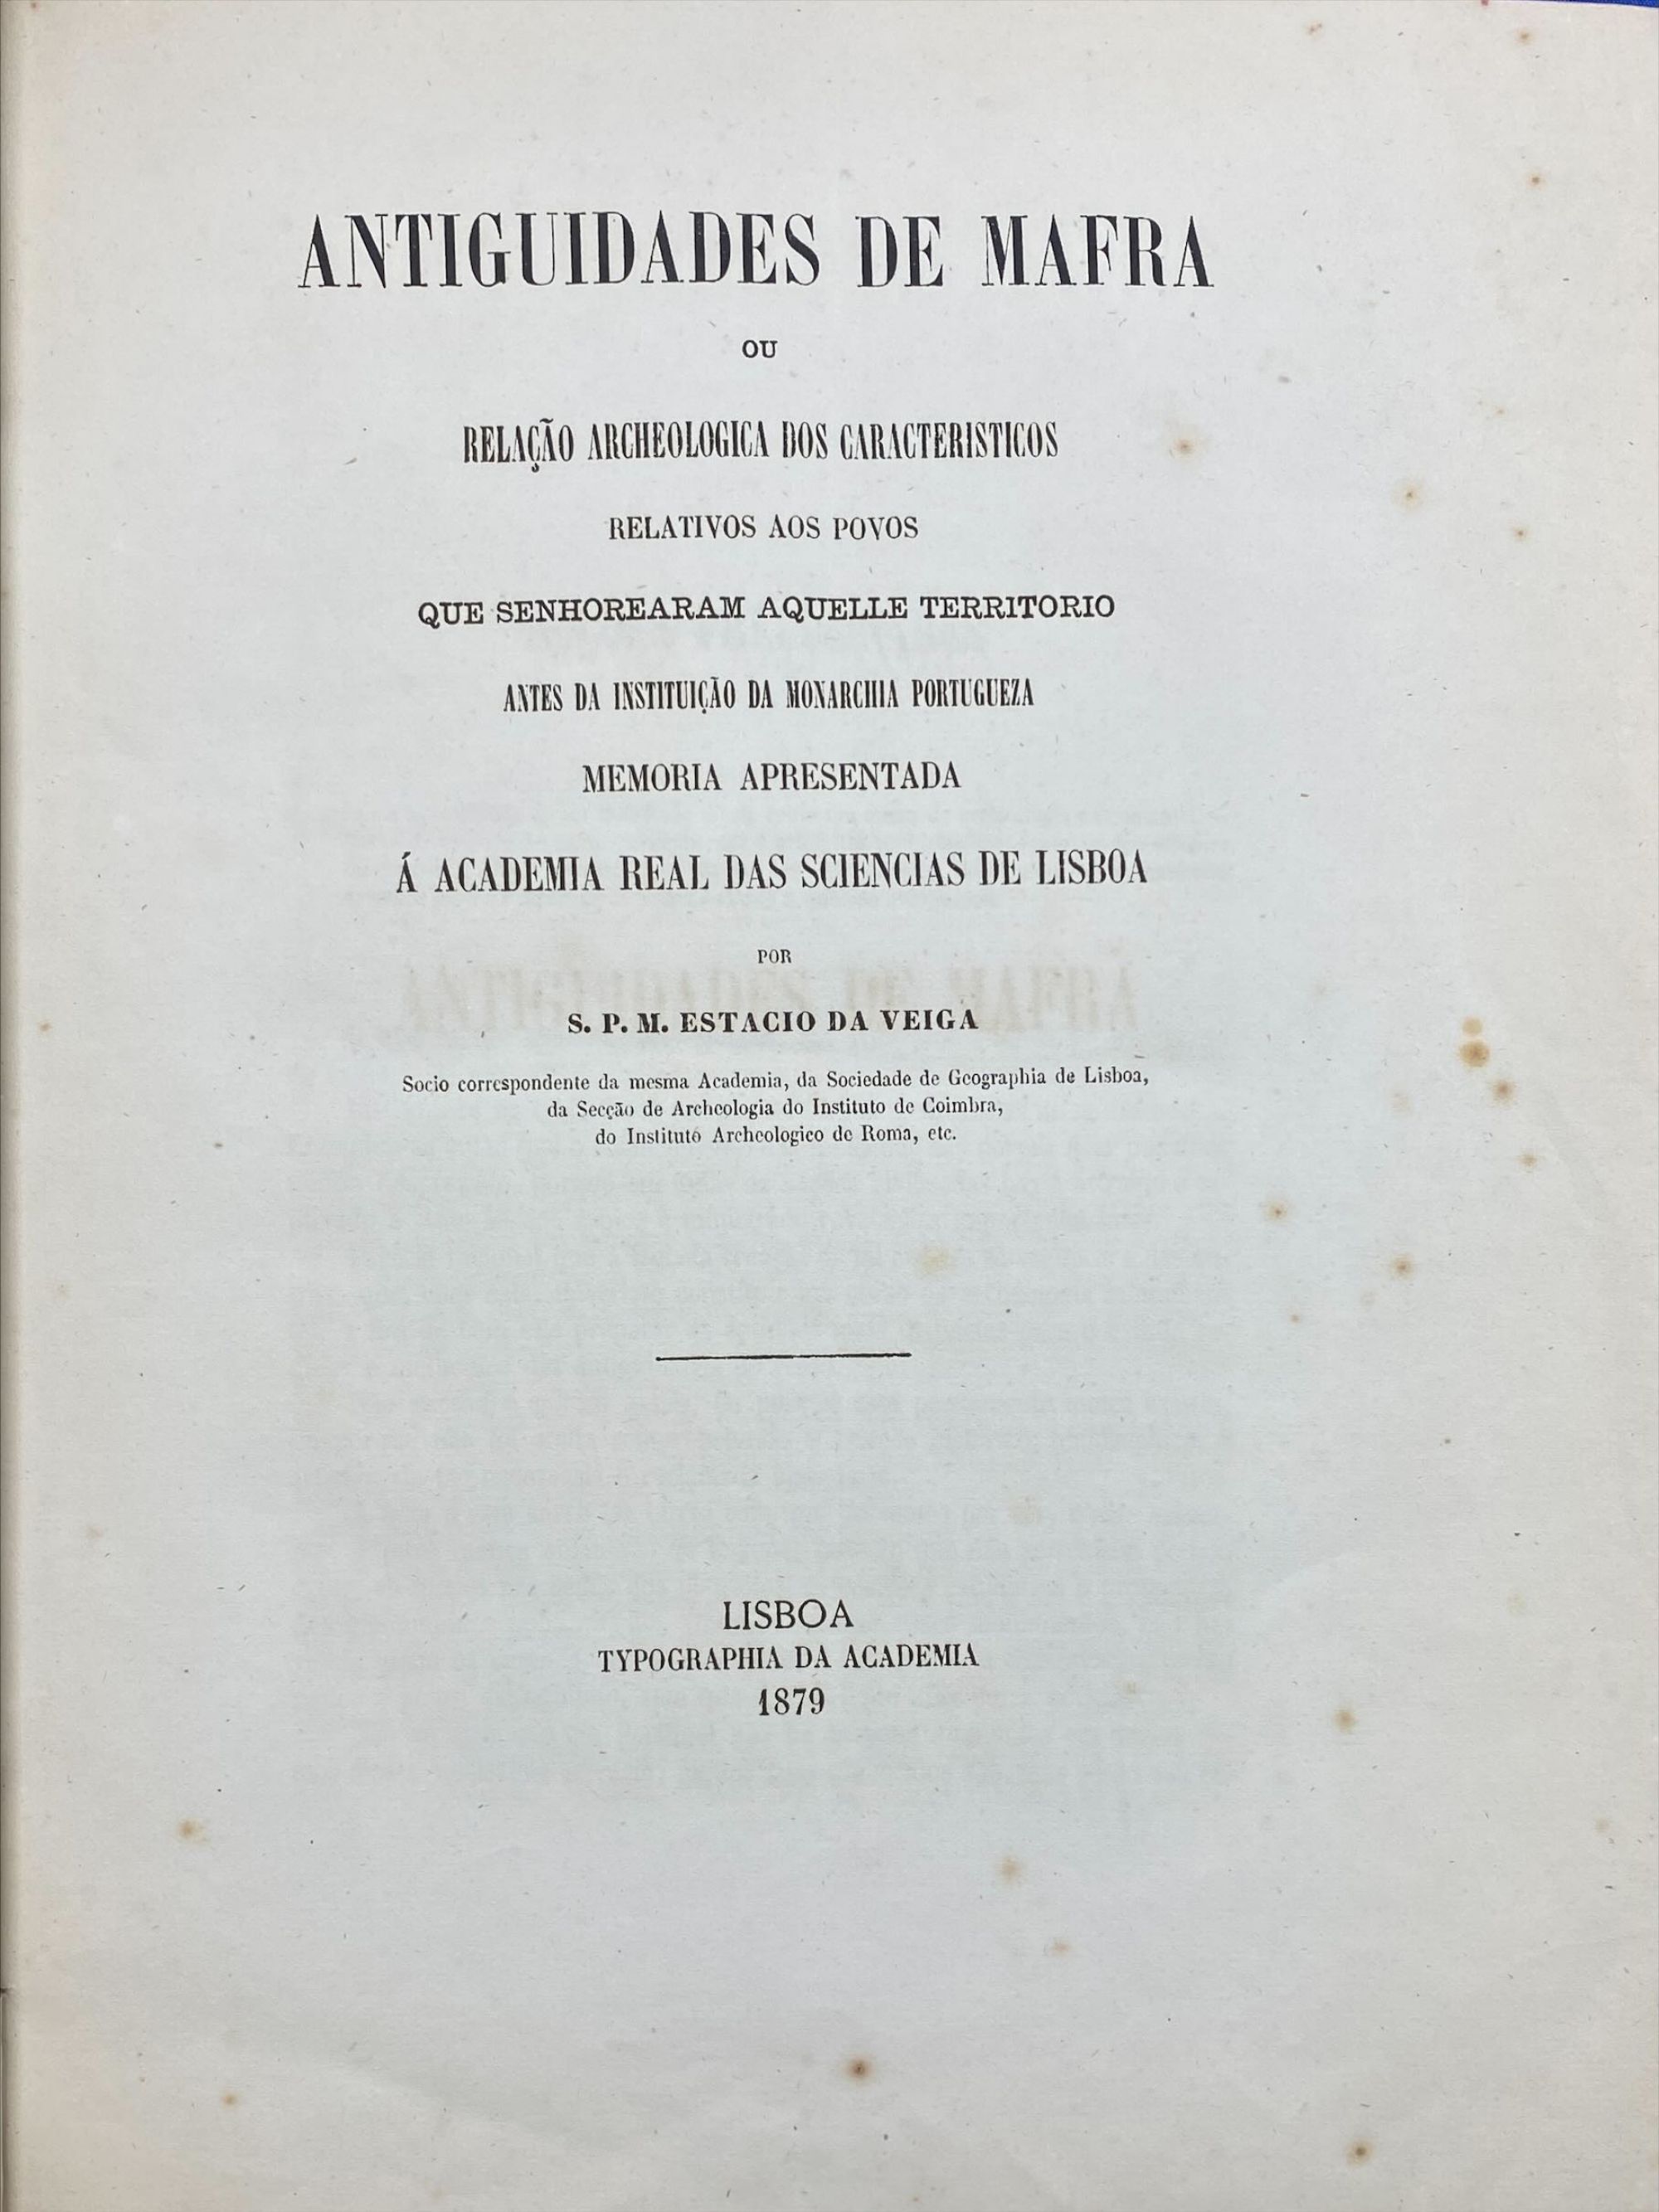 ANTIGUIDADES DE MAFRA
OU
RELAÇÃO ARCHEOLOGICA DOS CARACTERISTICOS
RELATIVOS AOS POVOS
QUE SENHOREARAM AQUELLE TERRITORIO
ANTES DA INSTITUIÇÃO DA MONARCHIA PORTUGUEZA
MEMORIA APRESENTADA
Á ACADEMIA REAL DAS SCIENCIAS DE LISBOA
POR
S. P. M. ESTACIO DA VEIGA
Socio correspondente da mesma Academia, da Sociedade de Geographia de Lisboa,
da Secção de Archeologia do Instituto de Coimbra,
do Instituto Archeologico de Roma, etc.
LISBOA
TYPOGRAPHIA DA ACADEMIA
1879